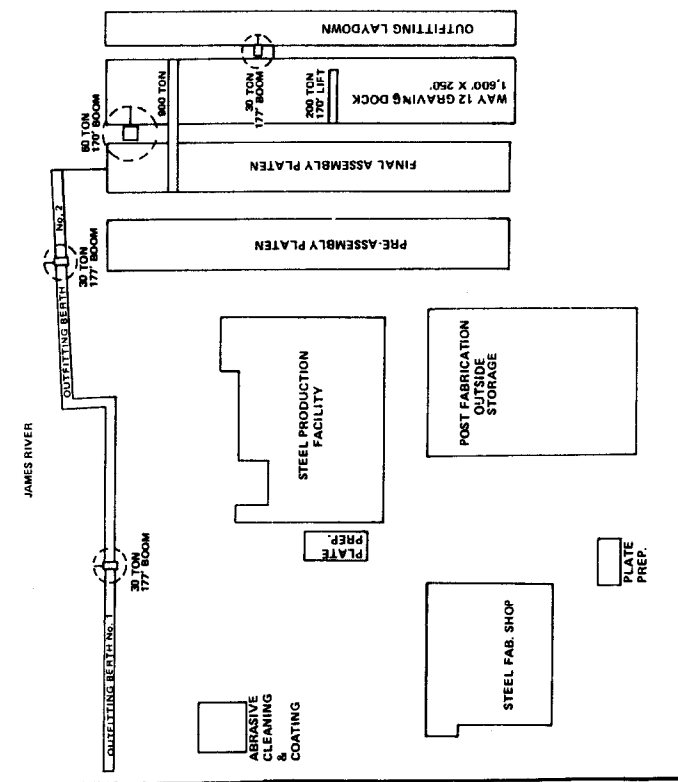 JAMES RIVER
OUTFITTING BERTH No. 1
30 TON
177' BOOM
OUTFITTING BERTH
No. 2
30 TON
177' BOOM
60 TON
170' BOOM
900 TON
30 TON
177' BOOM
200 TON
170' LIFT
OUTFITTING LAYDOWN
WAY 12 GRAVING DOCK
1,600' X 250'
FINAL ASSEMBLY PLATEN
PRE-ASSEMBLY PLATEN
STEEL PRODUCTION
FACILITY
PLATE
PREP.
POST FABRICATION
OUTSIDE
STORAGE
ABRASIVE
CLEANING
&
COATING
STEEL FAB. SHOP
PLATE
PREP.